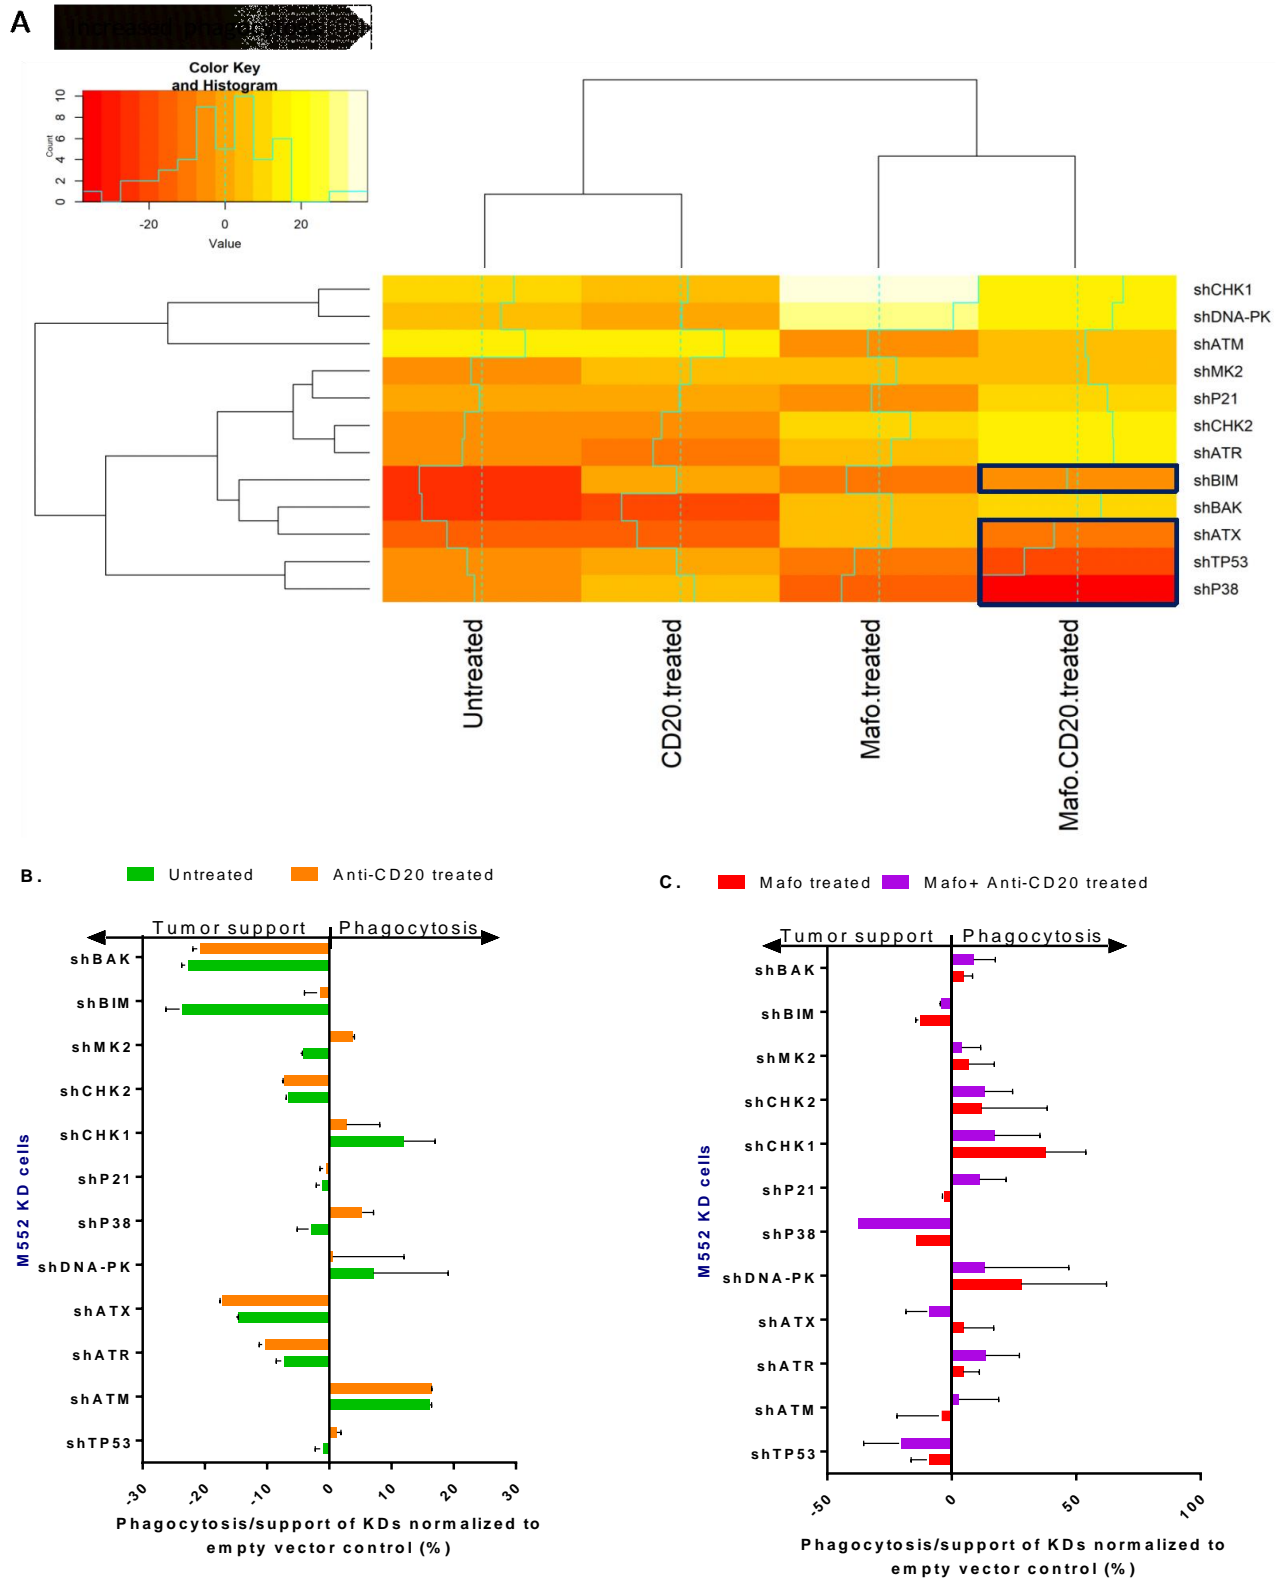 A
Increased phagocytosis
Color Key
and Histogram
Count
0 2 4 6 8 10
-20 0 20
Value
shCHK1
shDNA-PK
shATM
shMK2
shP21
shCHK2
shATR
shBIM
shBAK
shATX
shTP53
shP38
Untreated
CD20.treated
Mafo.treated
Mafo.CD20.treated
B.
Untreated
Anti-CD20 treated
Tumor support
Phagocytosis
shBAK
shBIM
shMK2
shCHK2
shCHK1
shP21
shP38
shDNA-PK
shATX
shATR
shATM
shTP53
M552 KD cells
-30 -20 -10 0 10 20 30
Phagocytosis/support of KDs normalized to
empty vector control (%)
C.
Mafo treated
Mafo+ Anti-CD20 treated
Tumor support
Phagocytosis
shBAK
shBIM
shMK2
shCHK2
shCHK1
shP21
shP38
shDNA-PK
shATX
shATR
shATM
shTP53
M552 KD cells
-50 0 50 100
Phagocytosis/support of KDs normalized to
empty vector control (%)